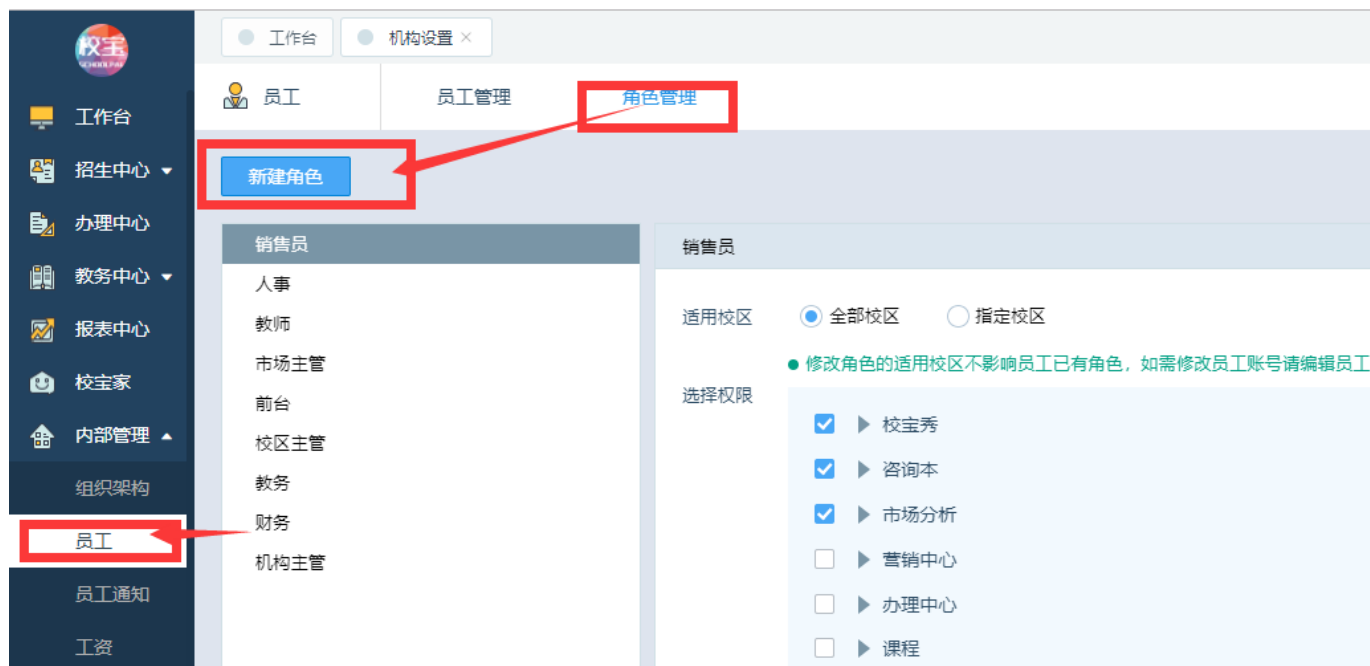 校宝
SCHOOLPAL
工作台
机构设置 ×
员工
员工管理
角色管理
工作台
招生中心
办理中心
教务中心
报表中心
校宝家
内部管理
组织架构
员工
员工通知
工资
新建角色
销售员
人事
教师
市场主管
前台
校区主管
教务
财务
机构主管
销售员
适用校区
全部校区
指定校区
修改角色的适用校区不影响员工已有角色，如需修改员工账号请编辑员工
选择权限
校宝秀
咨询本
市场分析
营销中心
办理中心
课程